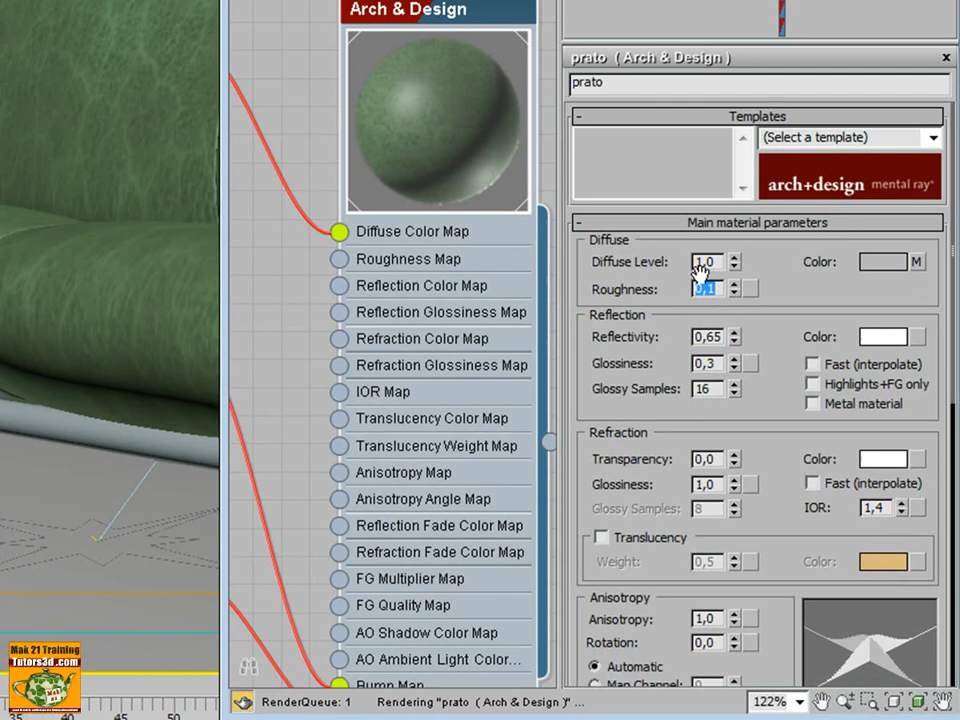 Arch & Design
Diffuse Color Map
Roughness Map
Reflection Color Map
Reflection Glossiness Map
Refraction Color Map
Refraction Glossiness Map
IOR Map
Translucency Color Map
Translucency Weight Map
Anisotropy Map
Anisotropy Angle Map
Reflection Fade Color Map
Refraction Fade Color Map
FG Multiplier Map
FG Quality Map
AO Shadow Color Map
AO Ambient Light Color...
Bump Map
prato ( Arch & Design ) x
prato
- Templates
(Select a template)
arch+design mental ray®
- Main material parameters
Diffuse
Diffuse Level: 1,0 Color: M
Roughness: 0,1
Reflection
Reflectivity: 0,65 Color:
Glossiness: 0,3 Fast (interpolate)
Highlights+FG only
Glossy Samples: 16
Metal material
Refraction
Transparency: 0,0 Color:
Glossiness: 1,0 Fast (interpolate)
Glossy Samples: 8 IOR: 1,4
Translucency
Weight: 0,5 Color:
Anisotropy
Anisotropy: 1,0
Rotation: 0,0
Automatic
Map Channel: 0
Mak 21 Training
Tutors3d.com
Mak 21
35 40 45 50
RenderQueue: 1 Rendering "prato ( Arch & Design )" ...
122%